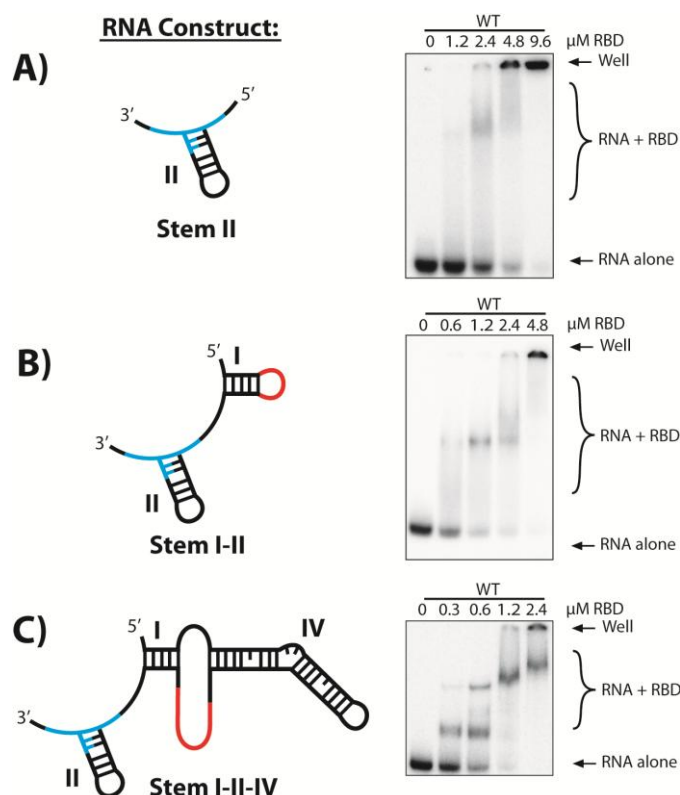 RNA Construct:
A)
5′
3′
II
Stem II
WT
0 1.2 2.4 4.8 9.6 μM RBD
Well
RNA + RBD
RNA alone
B)
5′ I
3′
II
Stem I-II
WT
0 0.6 1.2 2.4 4.8 μM RBD
Well
RNA + RBD
RNA alone
C)
5′ I IV
3′
II
Stem I-II-IV
WT
0 0.3 0.6 1.2 2.4 μM RBD
Well
RNA + RBD
RNA alone